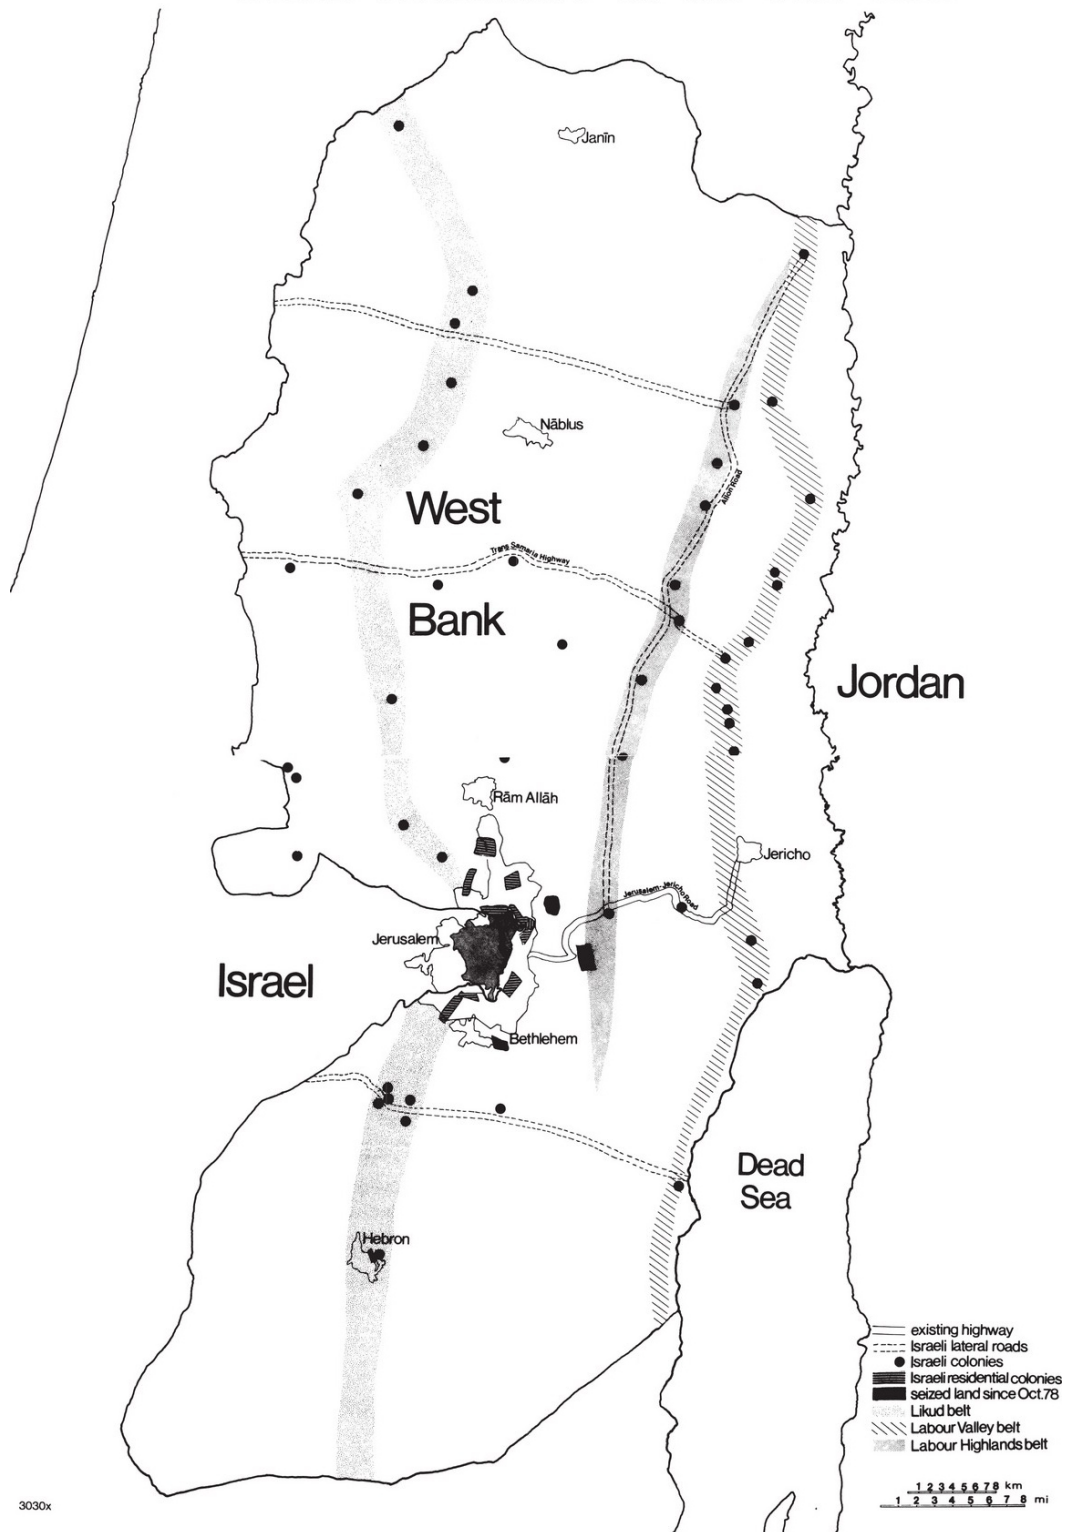 Janīn
Nāblus
West
Allon Road
Trans Samaria Highway
Bank
Jordan
Rām Allāh
Jericho
Jerusalem-Jericho Road
Jerusalem
Israel
Bethlehem
Dead
Sea
Hebron
existing highway
Israeli lateral roads
Israeli colonies
Israeli residential colonies
seized land since Oct.78
Likud belt
Labour Valley belt
Labour Highlands belt
1 2 3 4 5 6 7 8 km
1 2 3 4 5 6 7 8 mi
3030x